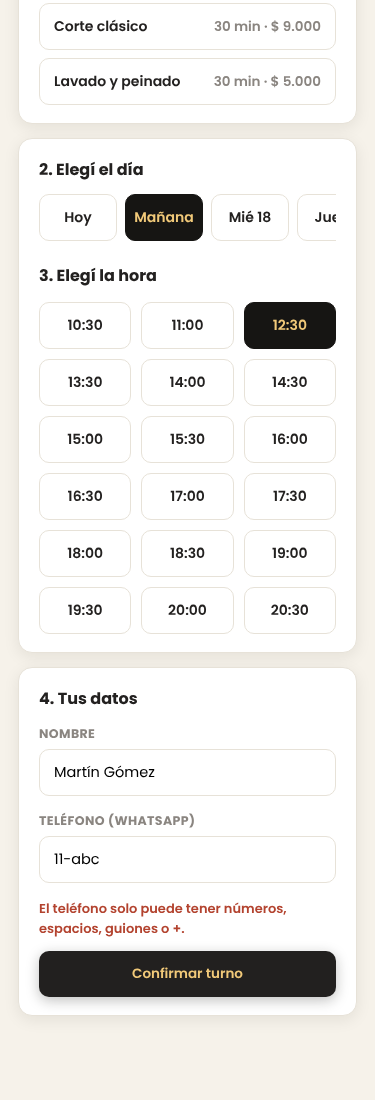 Corte clásico 30 min · $ 9.000
Lavado y peinado 30 min · $ 5.000
2. Elegí el día
Hoy Mañana Mié 18 Jue
3. Elegí la hora
10:30 11:00 12:30
13:30 14:00 14:30
15:00 15:30 16:00
16:30 17:00 17:30
18:00 18:30 19:00
19:30 20:00 20:30
4. Tus datos
NOMBRE
Martín Gómez
TELÉFONO (WHATSAPP)
11-abc
El teléfono solo puede tener números,
espacios, guiones o +.
Confirmar turno